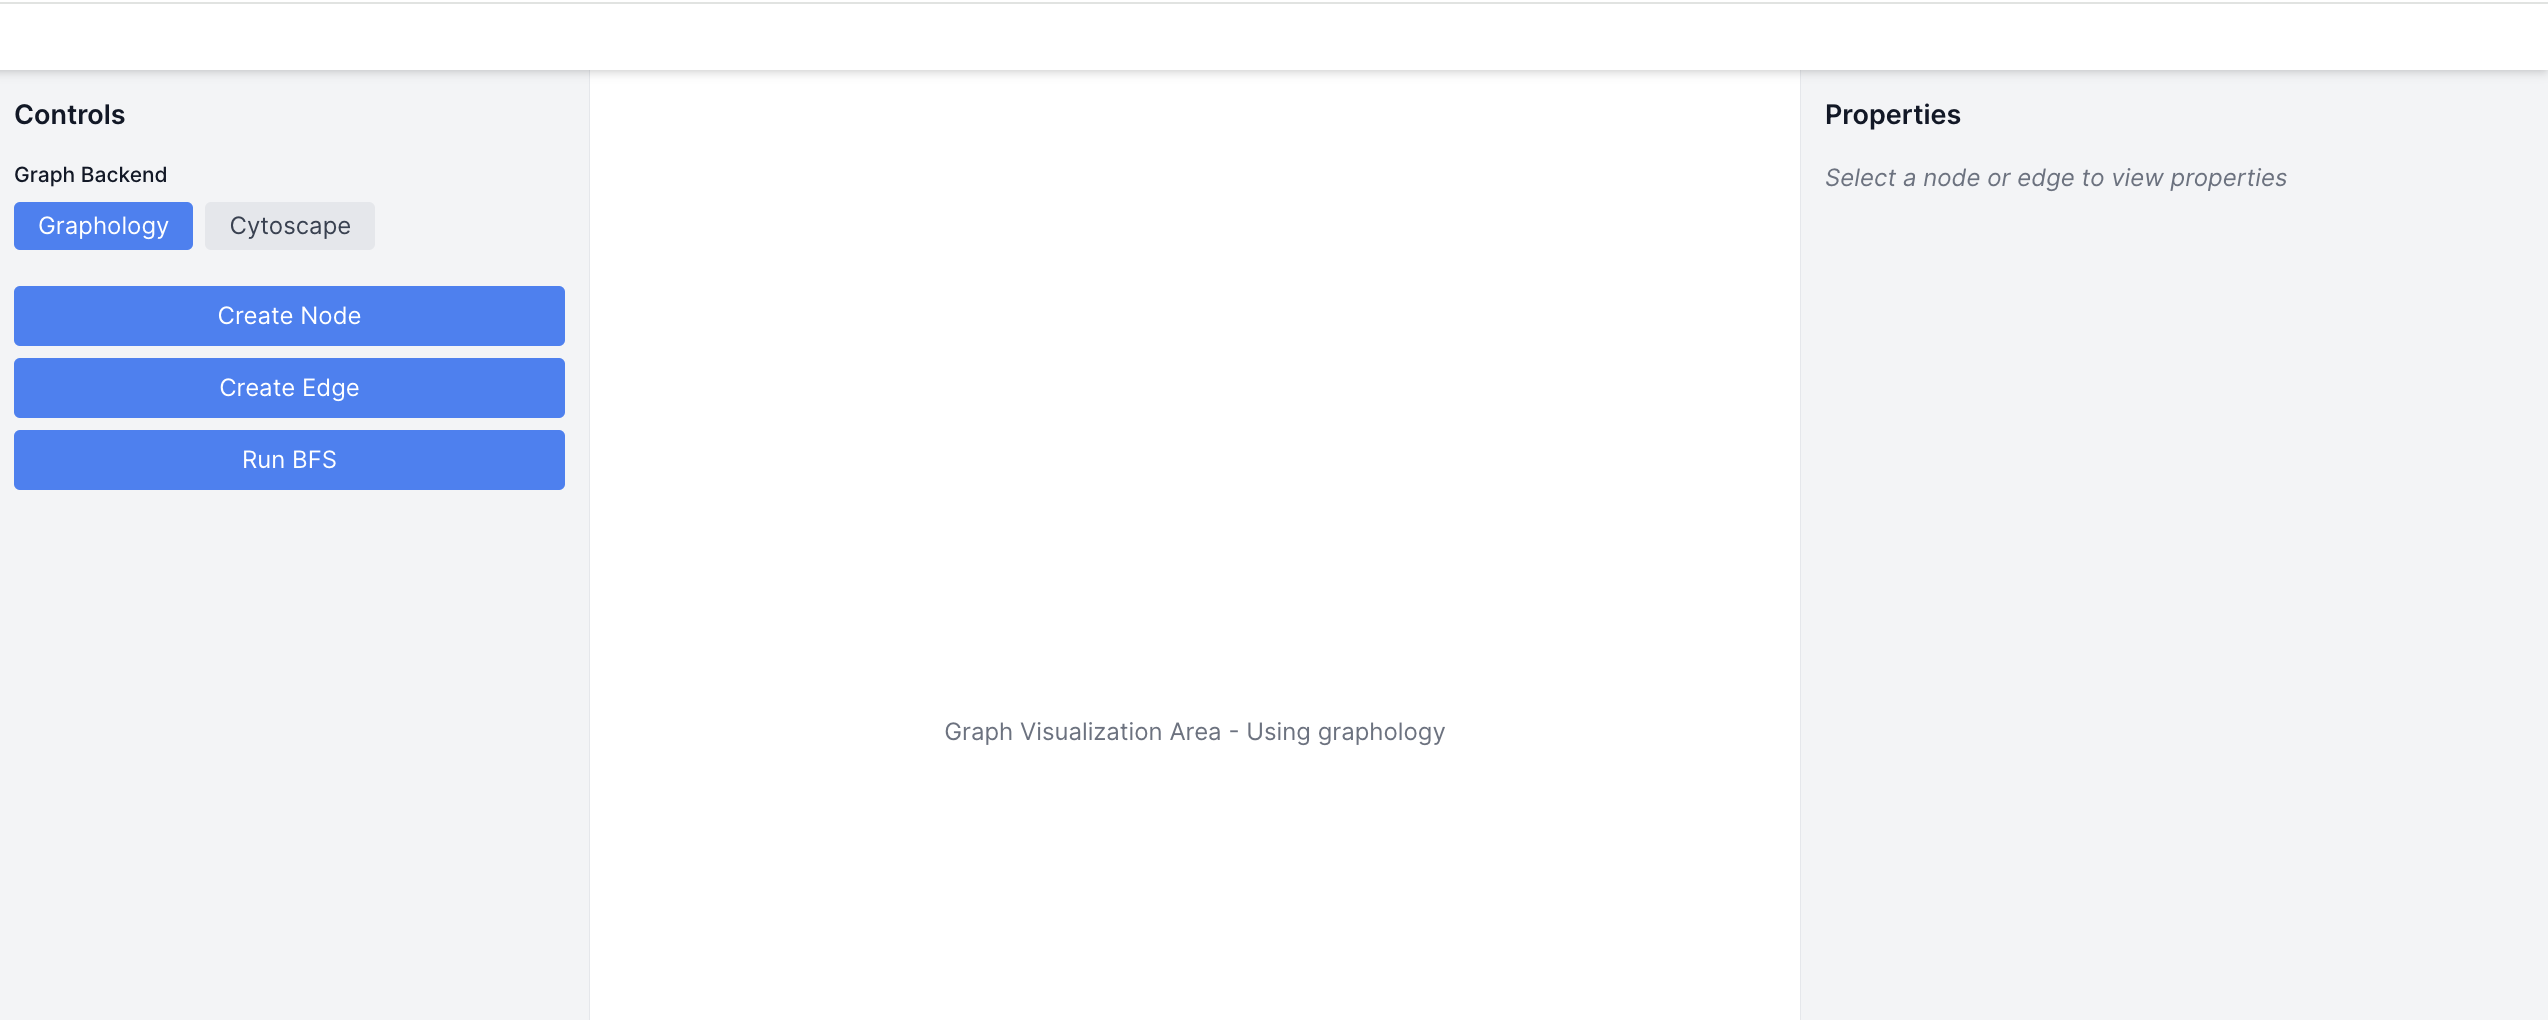 Controls
Graph Backend
Graphology
Cytoscape
Create Node
Create Edge
Run BFS
Graph Visualization Area - Using graphology
Properties
Select a node or edge to view properties